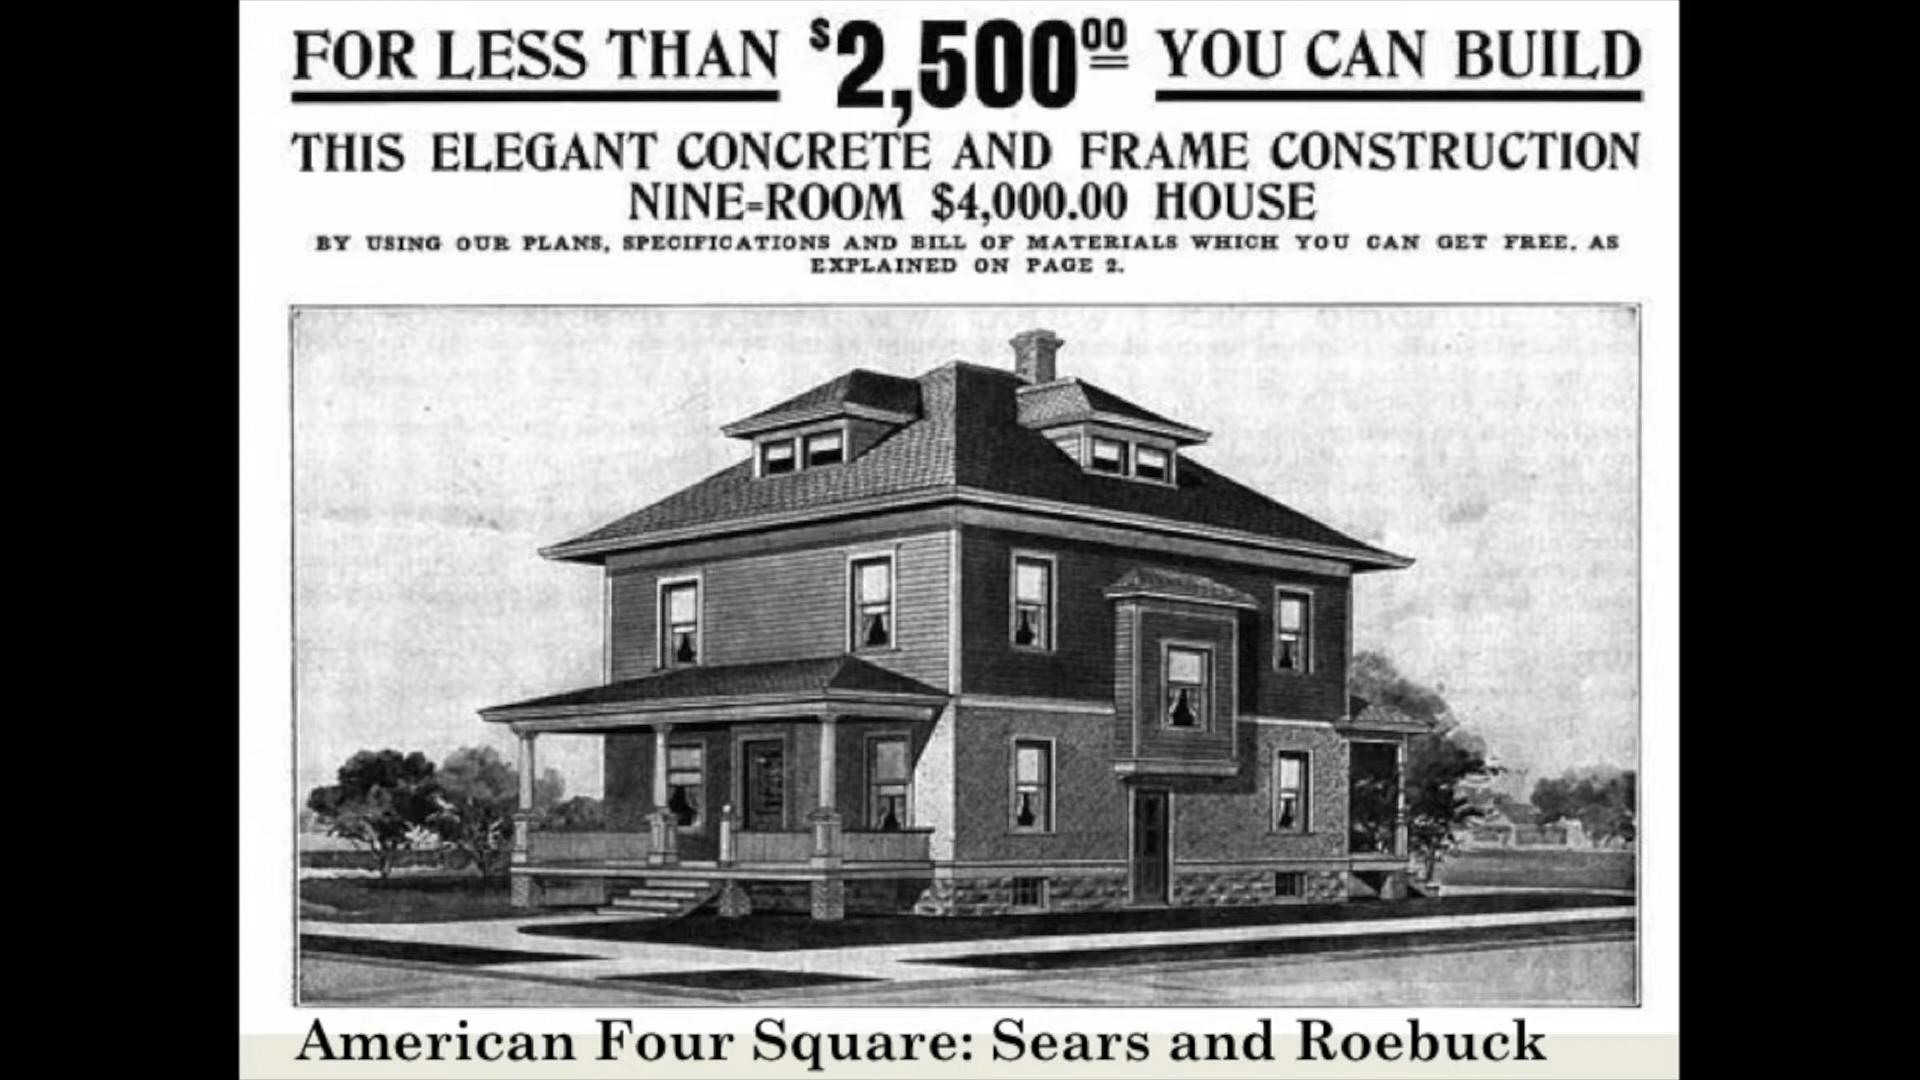 FOR LESS THAN $2,50000 YOU CAN BUILD
THIS ELEGANT CONCRETE AND FRAME CONSTRUCTION
NINE=ROOM $4,000.00 HOUSE
BY USING OUR PLANS, SPECIFICATIONS AND BILL OF MATERIALS WHICH YOU CAN GET FREE, AS
EXPLAINED ON PAGE 2.
American Four Square: Sears and Roebuck